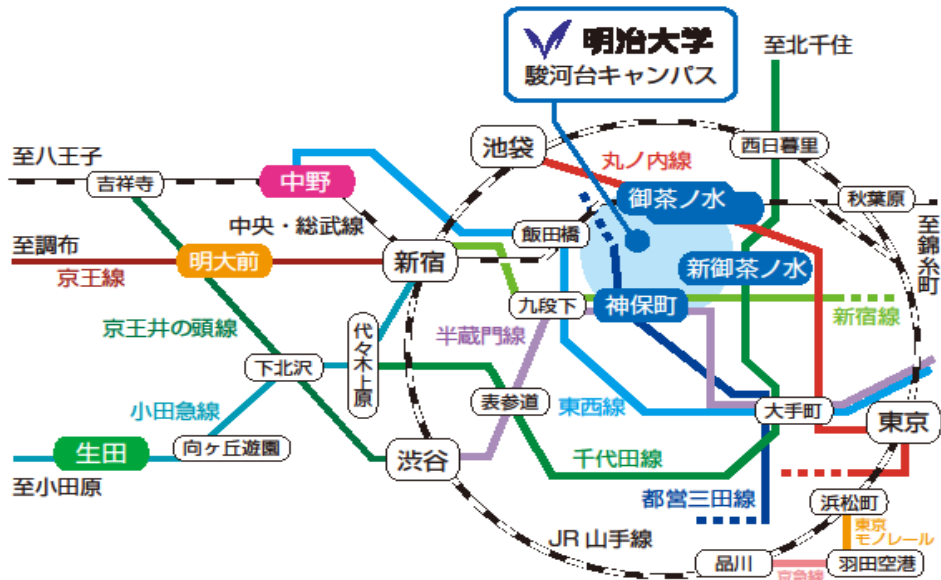 明治大学
駿河台キャンパス
至北千住
池袋
丸ノ内線
西日暮里
至八王子
吉祥寺
中野
御茶ノ水
秋葉原
中央・総武線
飯田橋
至錦糸町
至調布
明大前
新宿
新御茶ノ水
京王線
九段下
神保町
新宿線
京王井の頭線
半蔵門線
代々木上原
下北沢
小田急線
表参道
東西線
大手町
東京
生田
向ヶ丘遊園
渋谷
千代田線
至小田原
都営三田線
浜松町
JR山手線
東京
モノレール
品川
羽田空港
京急線